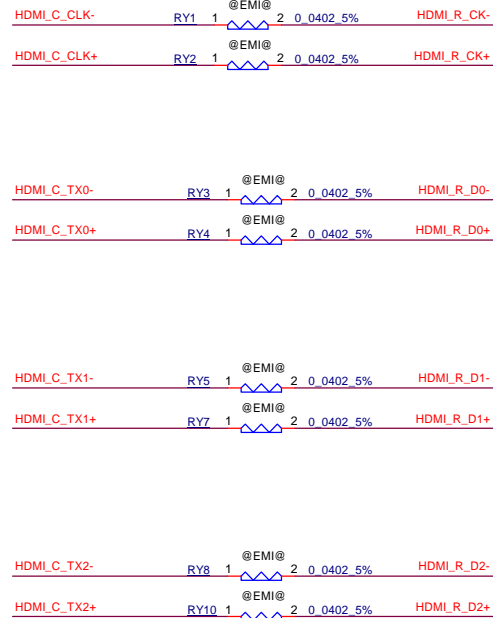 @EMI@
HDMI_C_CLK- RY1 1 2 0_0402_5% HDMI_R_CK-
@EMI@
HDMI_C_CLK+ RY2 1 2 0_0402_5% HDMI_R_CK+
@EMI@
HDMI_C_TX0- RY3 1 2 0_0402_5% HDMI_R_D0-
@EMI@
HDMI_C_TX0+ RY4 1 2 0_0402_5% HDMI_R_D0+
@EMI@
HDMI_C_TX1- RY5 1 2 0_0402_5% HDMI_R_D1-
@EMI@
HDMI_C_TX1+ RY7 1 2 0_0402_5% HDMI_R_D1+
@EMI@
HDMI_C_TX2- RY8 1 2 0_0402_5% HDMI_R_D2-
@EMI@
HDMI_C_TX2+ RY10 1 2 0_0402_5% HDMI_R_D2+